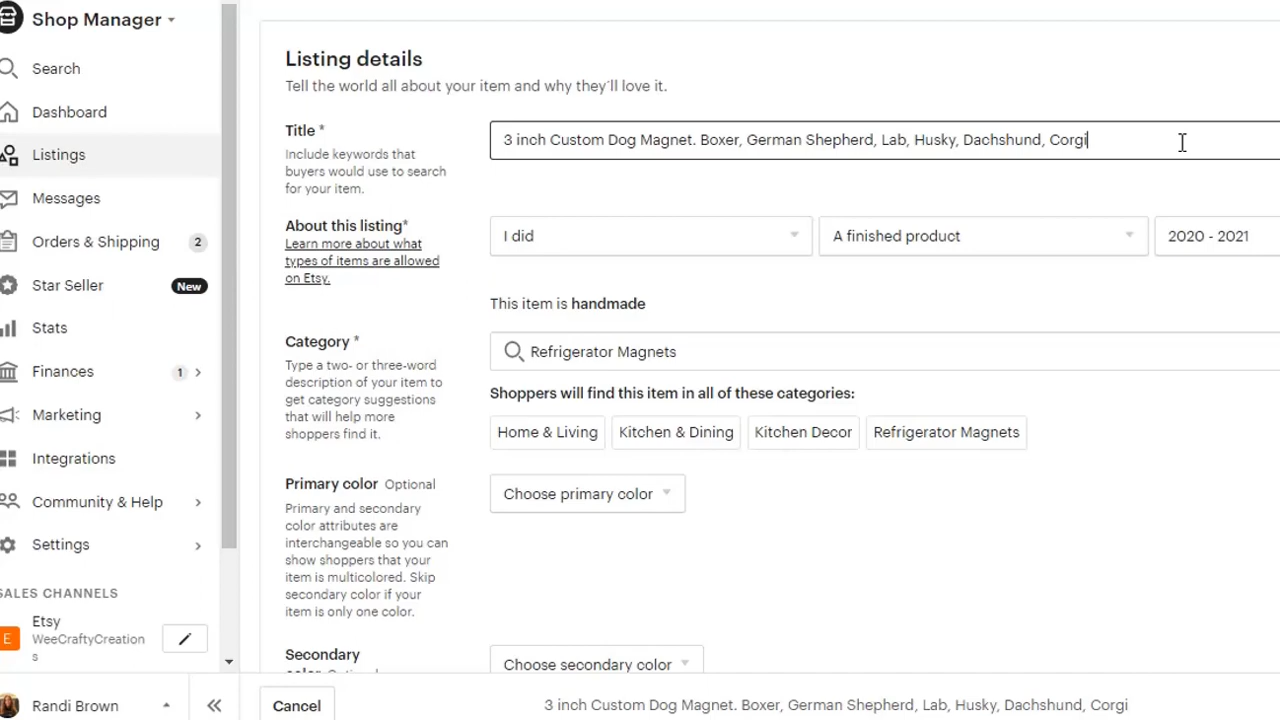 Shop Manager
Search
Dashboard
Listings
Messages
Orders & Shipping 2
Star Seller New
Stats
Finances 1
Marketing
Integrations
Community & Help
Settings
SALES CHANNELS
E
Etsy
WeeCraftyCreation
s
Randi Brown
Listing details
Tell the world all about your item and why they'll love it.
Title *
Include keywords that
buyers would use to search
for your item.
3 inch Custom Dog Magnet. Boxer, German Shepherd, Lab, Husky, Dachshund, Corgi
About this listing*
Learn more about what
types of items are allowed
on Etsy.
I did
A finished product
2020 - 2021
This item is handmade
Category *
Type a two- or three-word
description of your item to
get category suggestions
that will help more
shoppers find it.
Refrigerator Magnets
Shoppers will find this item in all of these categories:
Home & Living
Kitchen & Dining
Kitchen Decor
Refrigerator Magnets
Primary color Optional
Primary and secondary
color attributes are
interchangeable so you can
show shoppers that your
item is multicolored. Skip
secondary color if your
item is only one color.
Choose primary color
Secondary
color Optional
Choose secondary color
Cancel
3 inch Custom Dog Magnet. Boxer, German Shepherd, Lab, Husky, Dachshund, Corgi